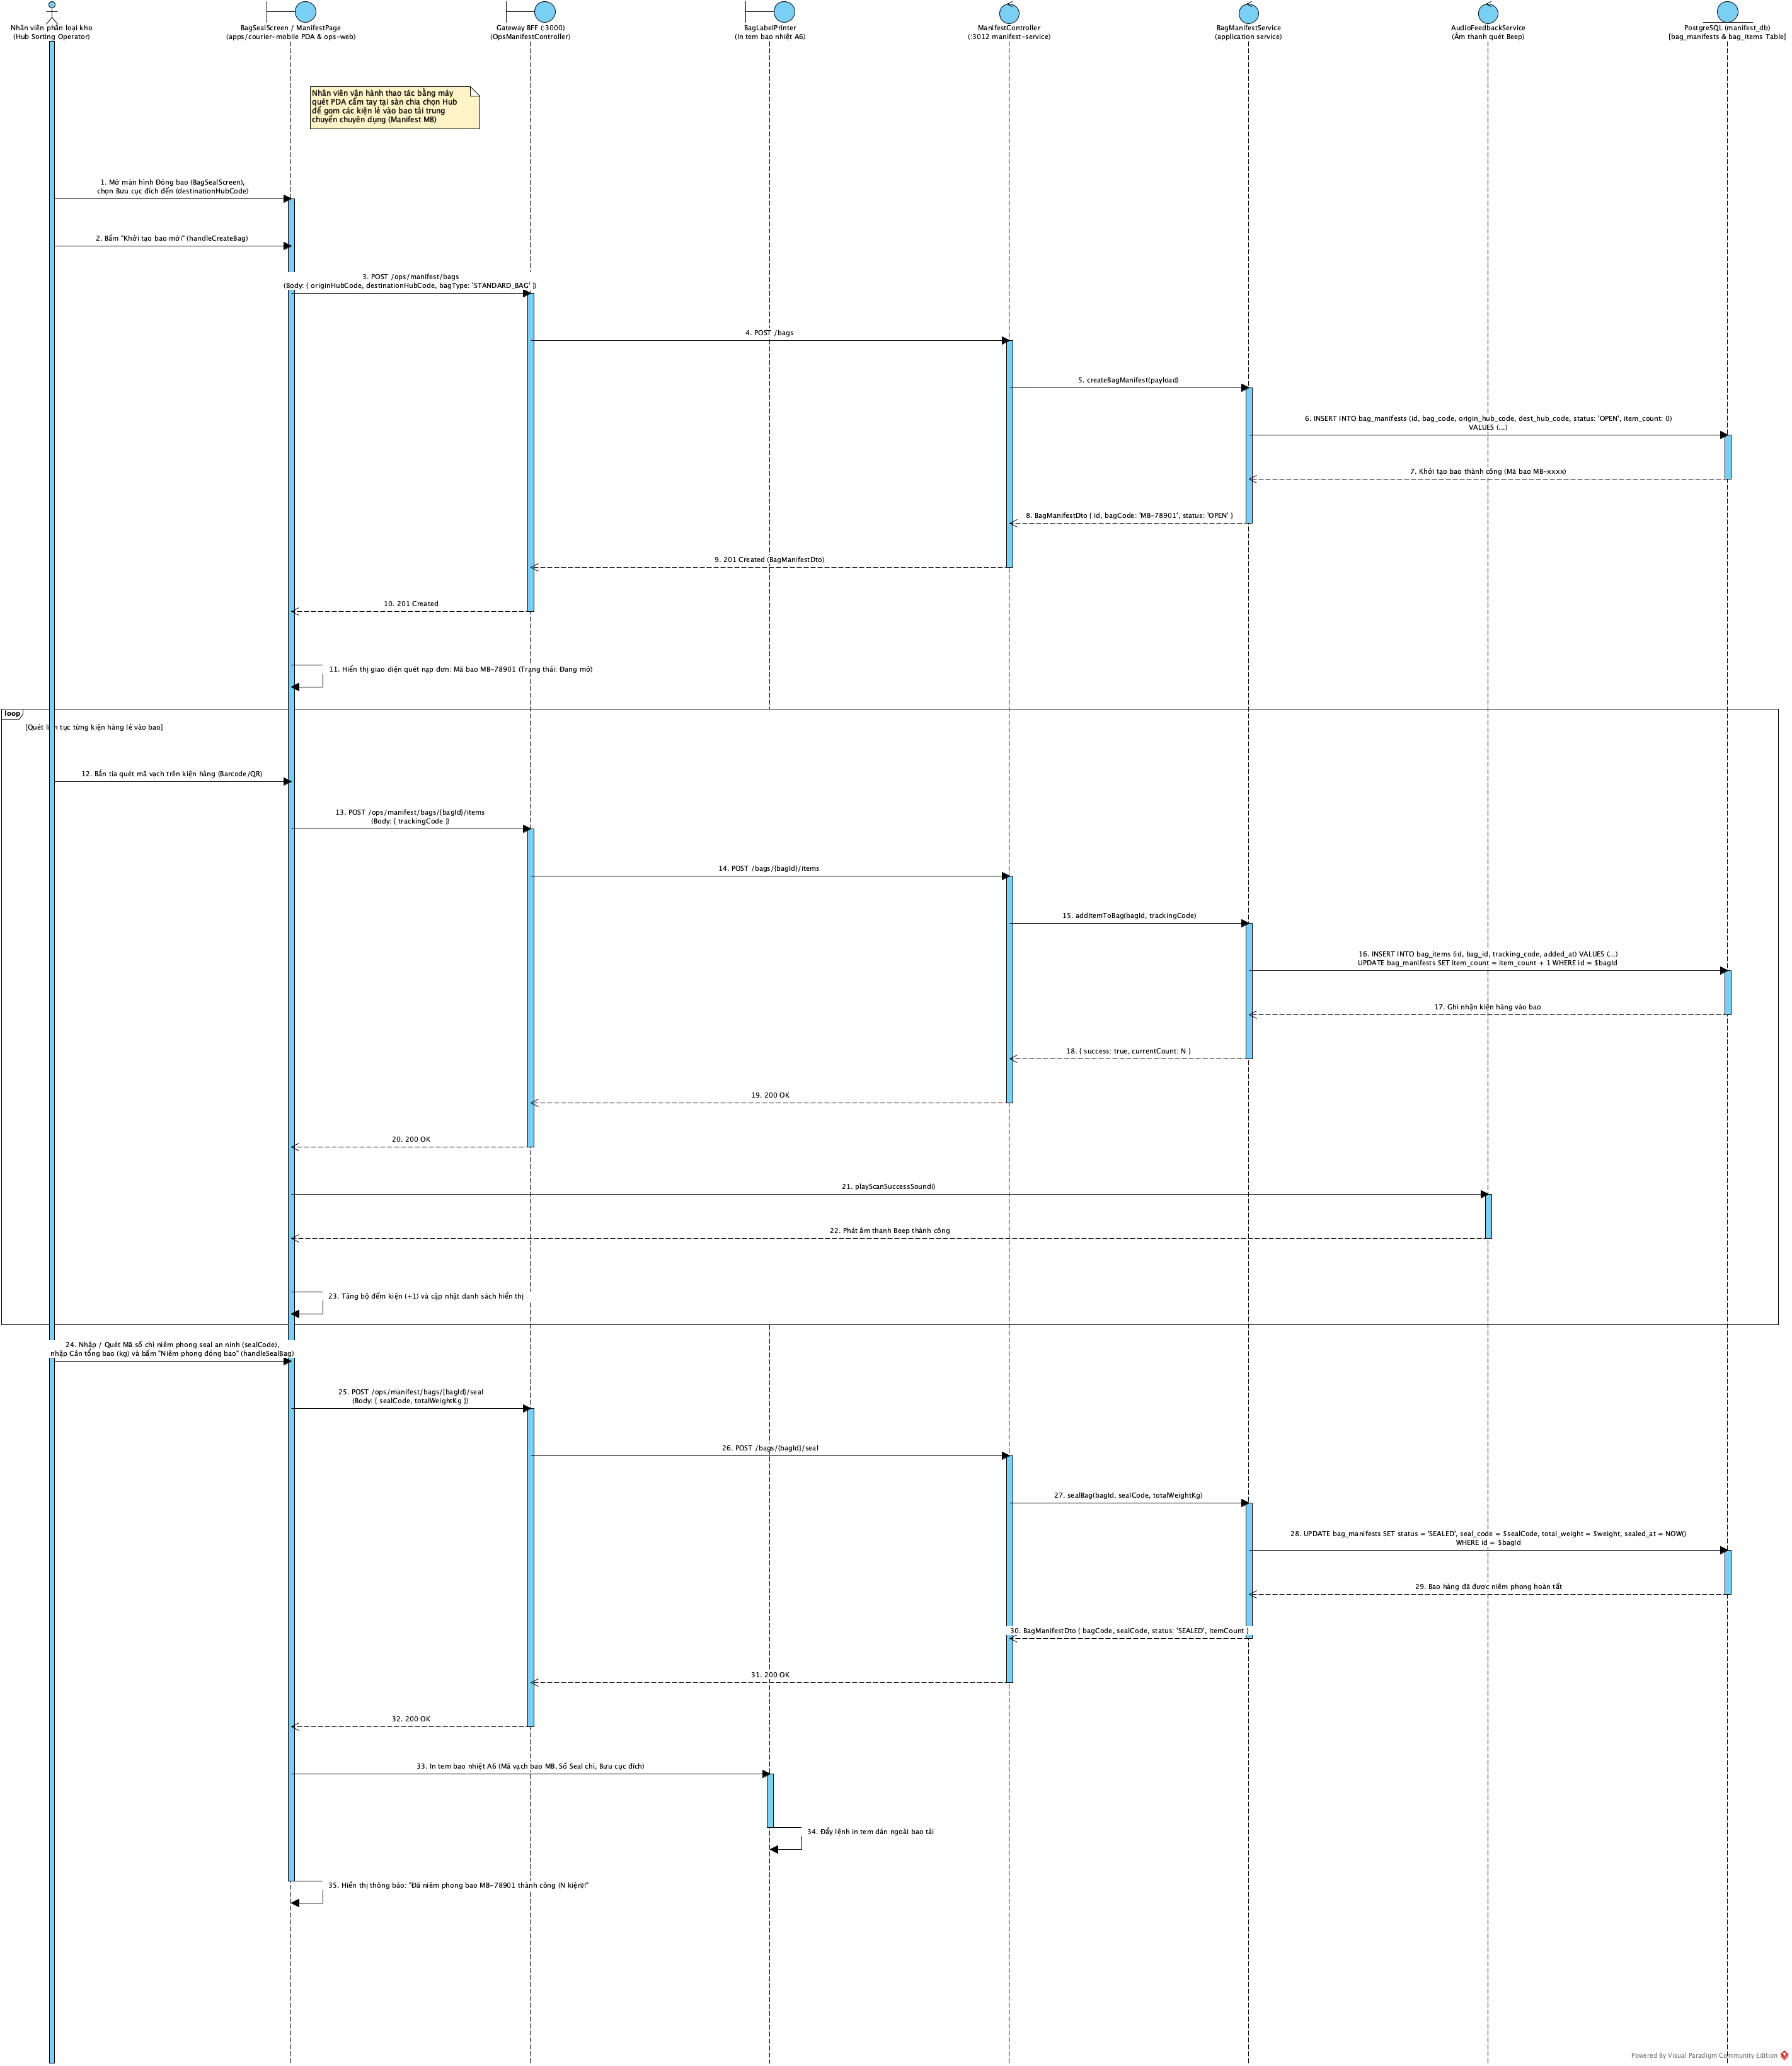 Nhân viên phân loại kho
(Hub Sorting Operator)
BagSealScreen / ManifestPage
(apps/courier-mobile PDA & ops-web)
Gateway BFF (:3000)
(OpsManifestController)
BagLabelPrinter
(In tem bao nhiệt A6)
ManifestController
(:3012 manifest-service)
BagManifestService
(application service)
AudioFeedbackService
(Âm thanh quét Beep)
PostgreSQL (manifest_db)
[bag_manifests & bag_items Table]
Nhân viên vận hành thao tác bằng máy
quét PDA cầm tay tại sàn chia chọn Hub
để gom các kiện lẻ vào bao tải trung
chuyển chuyên dụng (Manifest MB)
1. Mở màn hình Đóng bao (BagSealScreen),
chọn Bưu cục đích đến (destinationHubCode)
2. Bấm "Khởi tạo bao mới" (handleCreateBag)
3. POST /ops/manifest/bags
(Body: { originHubCode, destinationHubCode, bagType: 'STANDARD_BAG' })
4. POST /bags
5. createBagManifest(payload)
6. INSERT INTO bag_manifests (id, bag_code, origin_hub_code, dest_hub_code, status: 'OPEN', item_count: 0)
VALUES (...)
7. Khởi tạo bao thành công (Mã bao MB-xxxx)
8. BagManifestDto { id, bagCode: 'MB-78901', status: 'OPEN' }
9. 201 Created (BagManifestDto)
10. 201 Created
11. Hiển thị giao diện quét nạp đơn: Mã bao MB-78901 (Trạng thái: Đang mở)
loop
[Quét liên tục từng kiện hàng lẻ vào bao]
12. Bắn tia quét mã vạch trên kiện hàng (Barcode/QR)
13. POST /ops/manifest/bags/{bagId}/items
(Body: { trackingCode })
14. POST /bags/{bagId}/items
15. addItemToBag(bagId, trackingCode)
16. INSERT INTO bag_items (id, bag_id, tracking_code, added_at) VALUES (...)
UPDATE bag_manifests SET item_count = item_count + 1 WHERE id = $bagId
17. Ghi nhận kiện hàng vào bao
18. { success: true, currentCount: N }
19. 200 OK
20. 200 OK
21. playScanSuccessSound()
22. Phát âm thanh Beep thành công
23. Tăng bộ đếm kiện (+1) và cập nhật danh sách hiển thị
24. Nhập / Quét Mã số chì niêm phong seal an ninh (sealCode),
nhập Cân tổng bao (kg) và bấm "Niêm phong đóng bao" (handleSealBag)
25. POST /ops/manifest/bags/{bagId}/seal
(Body: { sealCode, totalWeightKg })
26. POST /bags/{bagId}/seal
27. sealBag(bagId, sealCode, totalWeightKg)
28. UPDATE bag_manifests SET status = 'SEALED', seal_code = $sealCode, total_weight = $weight, sealed_at = NOW()
WHERE id = $bagId
29. Bao hàng đã được niêm phong hoàn tất
30. BagManifestDto { bagCode, sealCode, status: 'SEALED', itemCount }
31. 200 OK
32. 200 OK
33. In tem bao nhiệt A6 (Mã vạch bao MB, Số Seal chì, Bưu cục đích)
34. Đẩy lệnh in tem dán ngoài bao tải
35. Hiển thị thông báo: "Đã niêm phong bao MB-78901 thành công (N kiện)!"
Powered By Visual Paradigm Community Edition